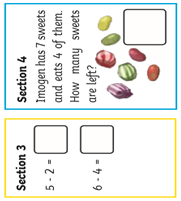 Section 3
5 - 2 =
6 - 4 =
Section 4
Imogen has 7 sweets
and eats 4 of them.
How many sweets
are left?